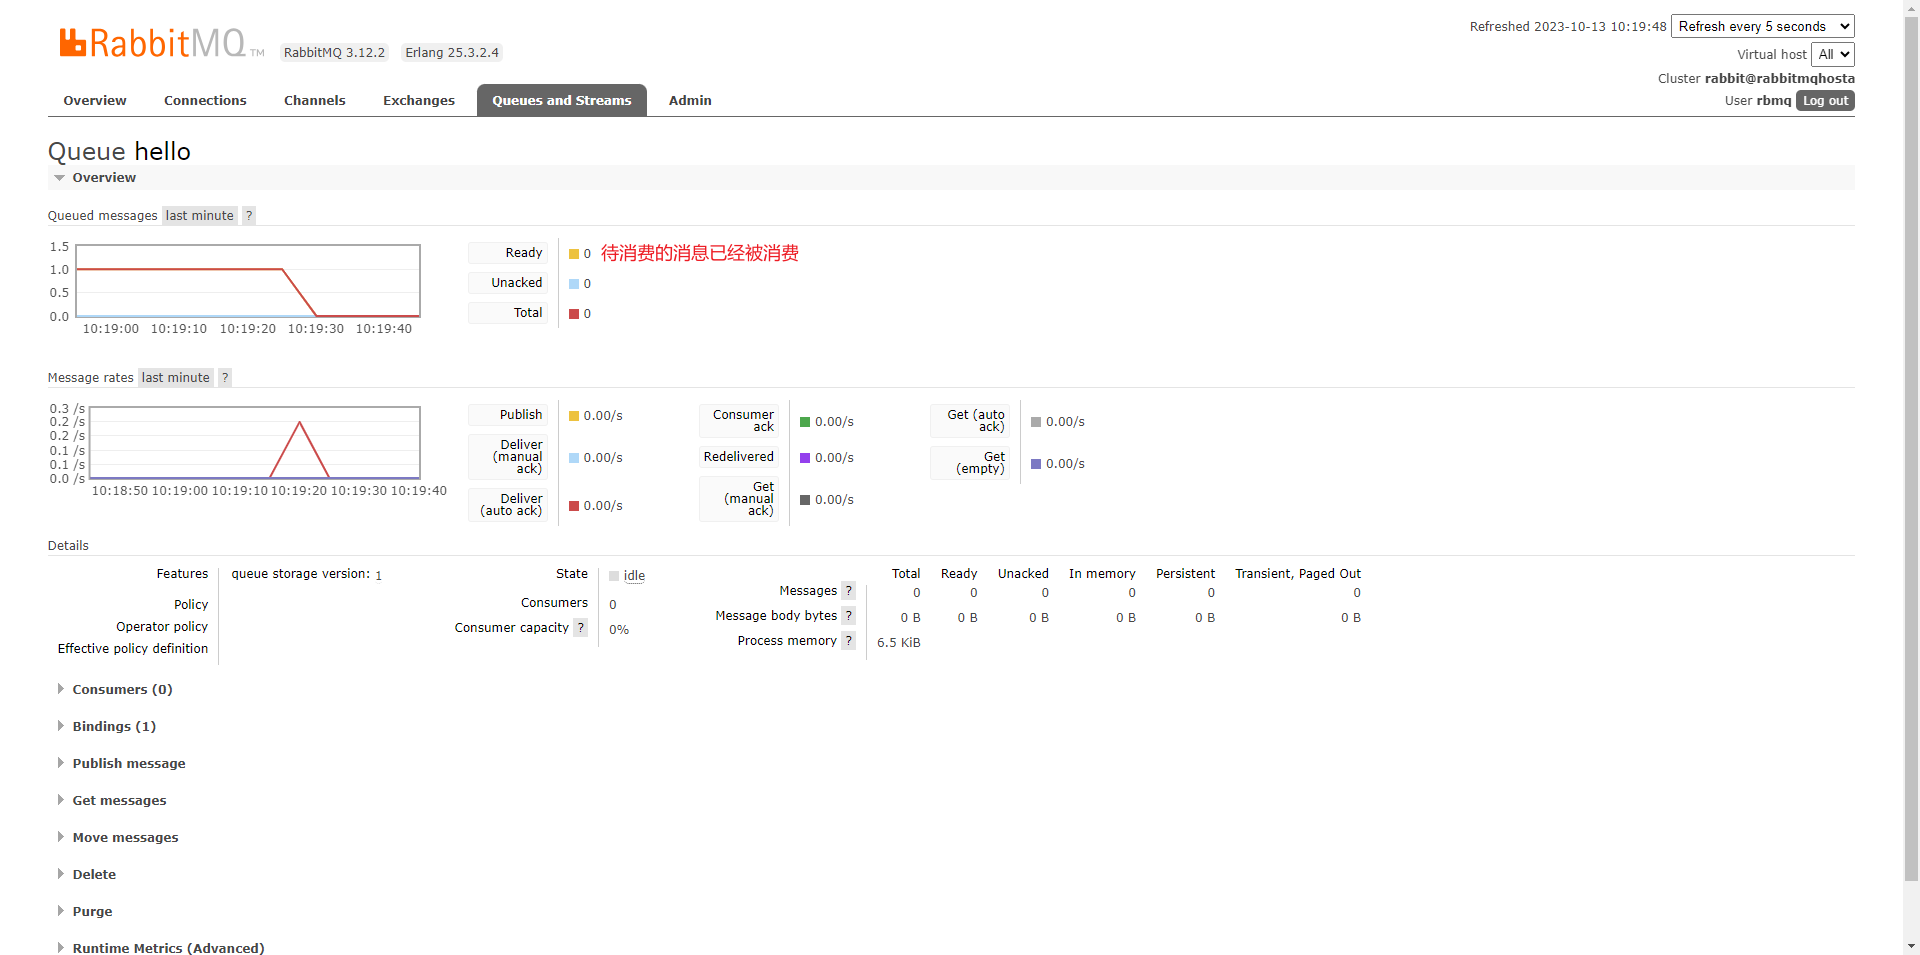 RabbitMQ TM RabbitMQ 3.12.2 Erlang 25.3.2.4
Refreshed 2023-10-13 10:19:48 Refresh every 5 seconds
Virtual host All
Cluster rabbit@rabbitmqhosta
User rbmq Log out
Overview Connections Channels Exchanges Queues and Streams Admin
Queue hello
Overview
Queued messages last minute ?
1.5
1.0
0.5
0.0
10:19:00 10:19:10 10:19:20 10:19:30 10:19:40
Ready 0 待消费的消息已经被消费
Unacked 0
Total 0
Message rates last minute ?
0.3 /s
0.2 /s
0.2 /s
0.1 /s
0.1 /s
0.0 /s
10:18:50 10:19:00 10:19:10 10:19:20 10:19:30 10:19:40
Publish 0.00/s
Deliver
(manual 0.00/s
ack)
Deliver
(auto ack) 0.00/s
Consumer
ack 0.00/s
Redelivered 0.00/s
Get
(manual 0.00/s
ack)
Get (auto
ack) 0.00/s
Get
(empty) 0.00/s
Details
Features queue storage version: 1
Policy
Operator policy
Effective policy definition
State idle
Consumers 0
Consumer capacity ? 0%
Total Ready Unacked In memory Persistent Transient, Paged Out
Messages ? 0 0 0 0 0 0
Message body bytes ? 0 B 0 B 0 B 0 B 0 B 0 B
Process memory ? 6.5 KiB
Consumers (0)
Bindings (1)
Publish message
Get messages
Move messages
Delete
Purge
Runtime Metrics (Advanced)